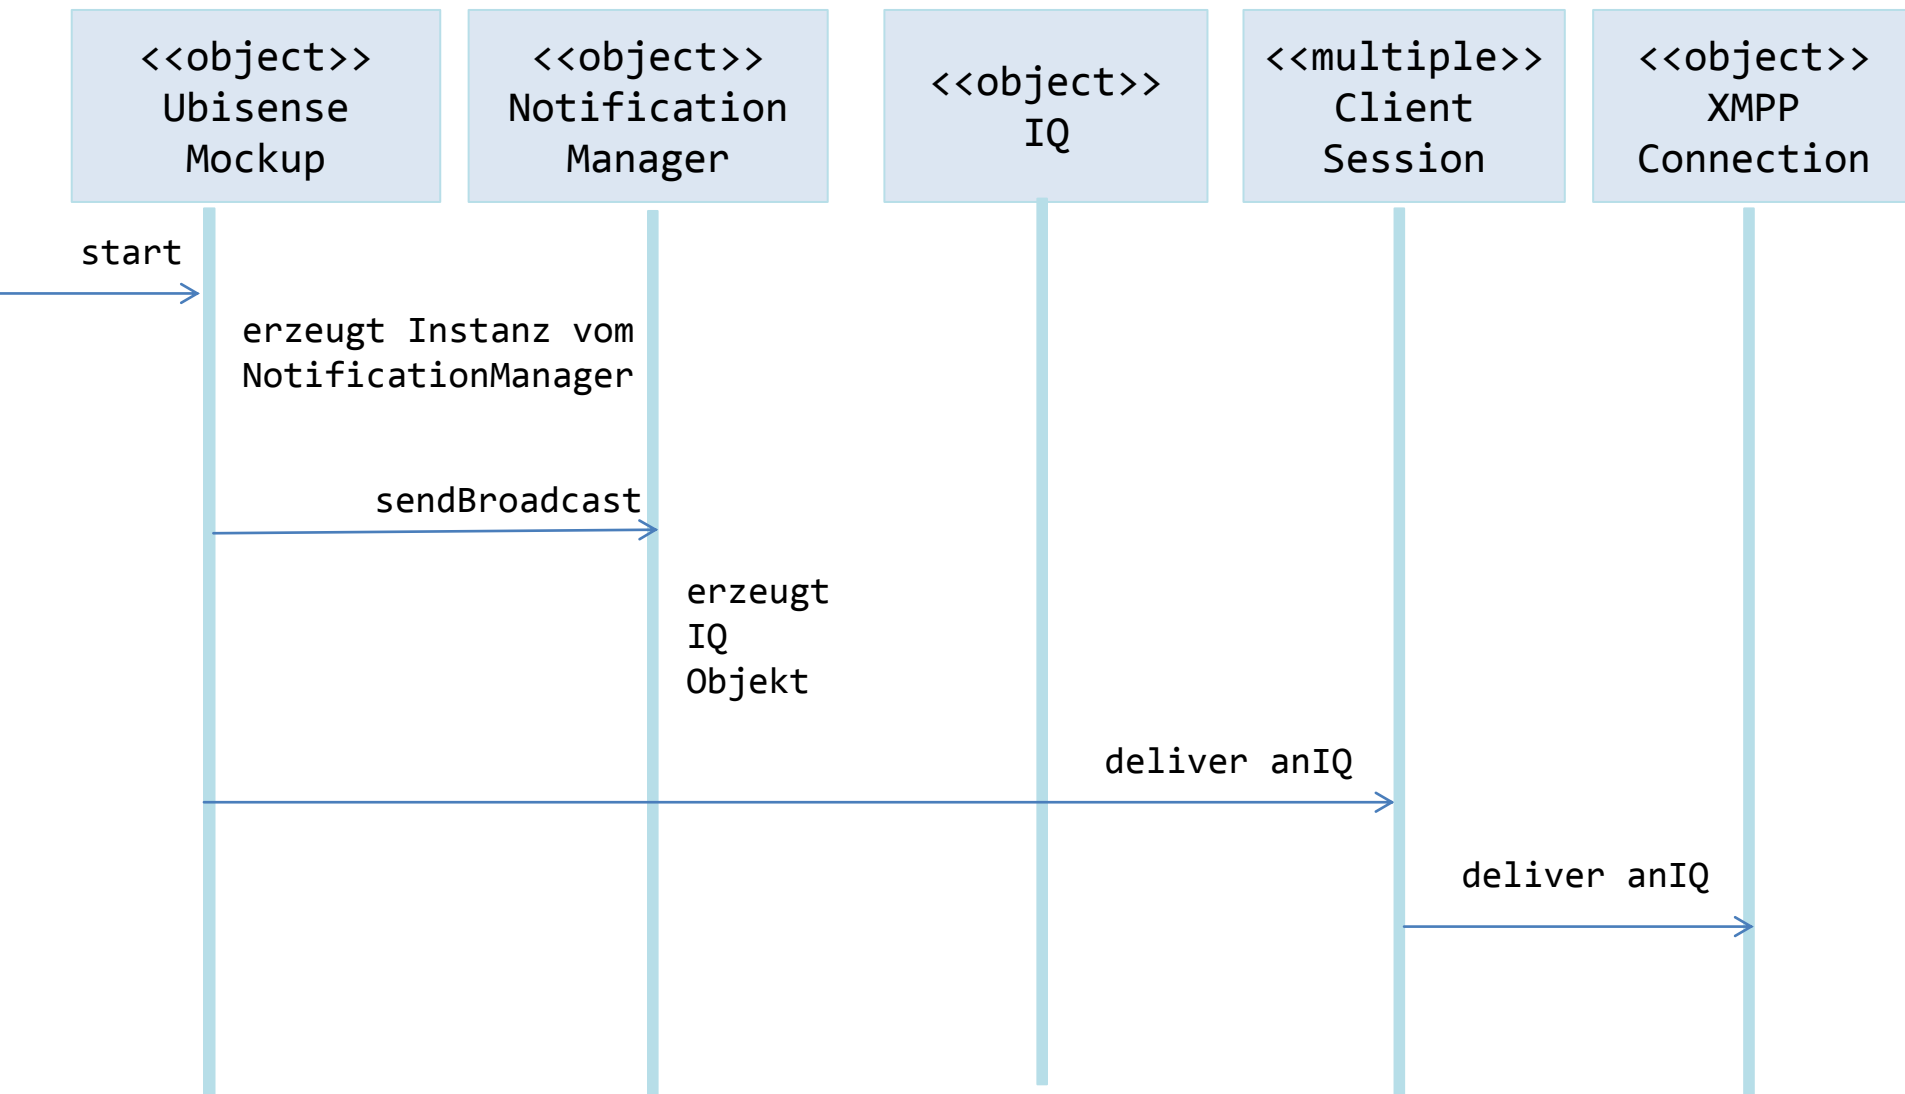 <<object>>
Ubisense
Mockup
<<object>>
Notification
Manager
<<object>>
IQ
<<multiple>>
Client
Session
<<object>>
XMPP
Connection
start
erzeugt Instanz vom
NotificationManager
sendBroadcast
erzeugt
IQ
Objekt
deliver anIQ
deliver anIQ